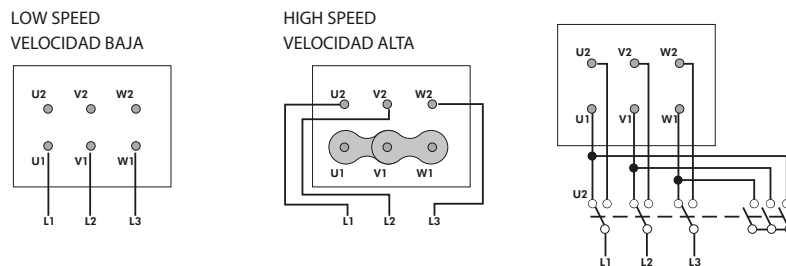 LOW SPEED
VELOCIDAD BAJA
U2 V2 W2
U1 V1 W1
L1 L2 L3
HIGH SPEED
VELOCIDAD ALTA
U2 V2 W2
U1 V1 W1
L1 L2 L3
U2 V2 W2
U1 V1 W1
U2
L1 L2 L3